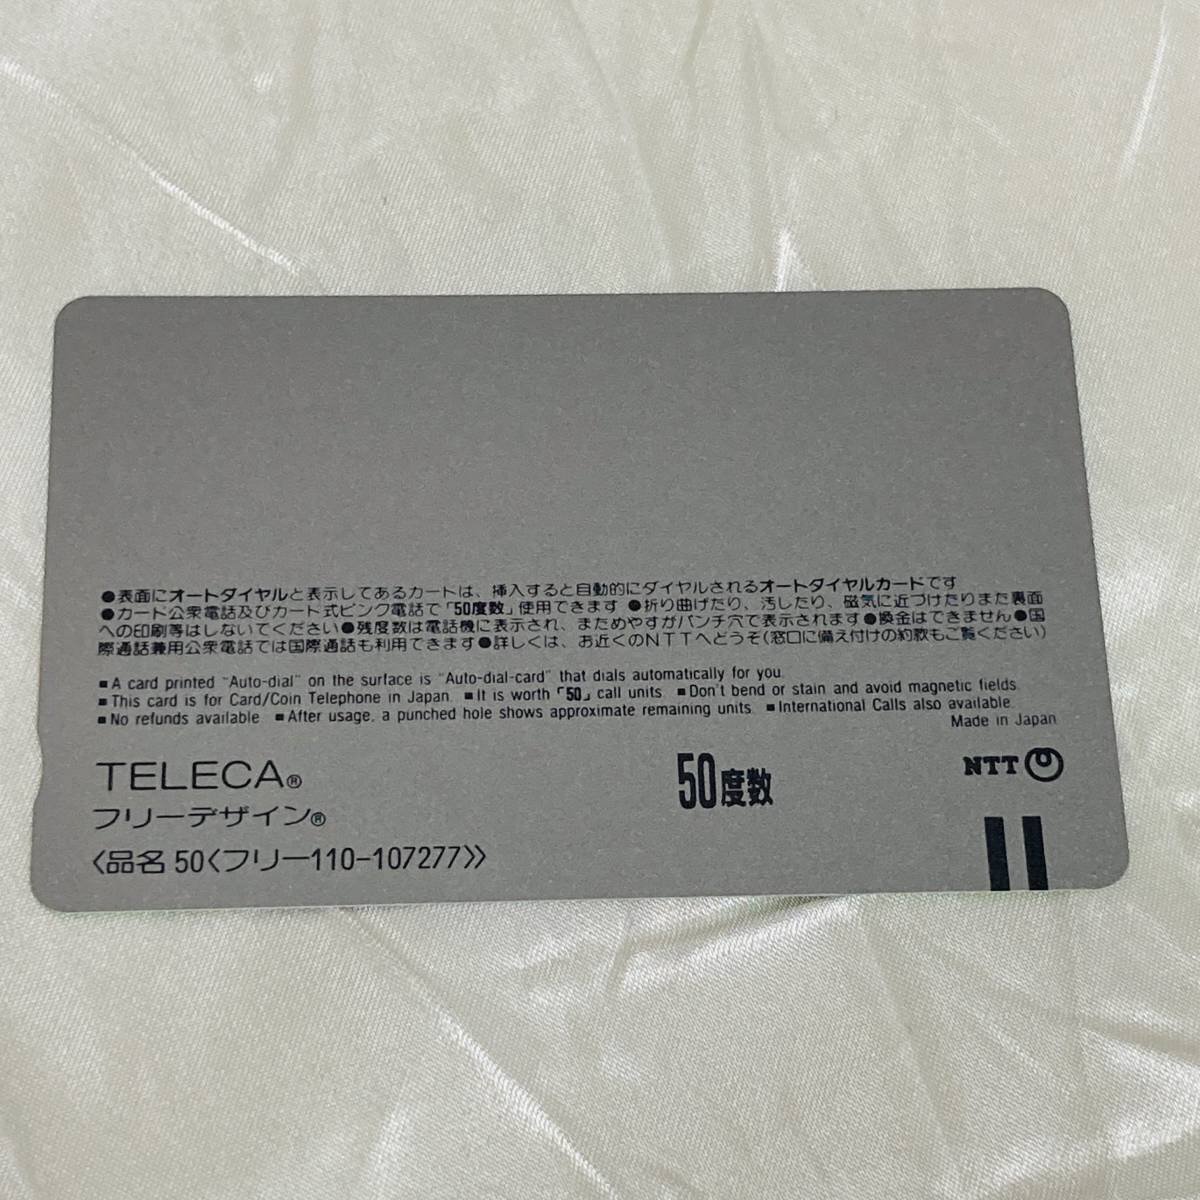 ●表面にオートダイヤルと表示してあるカートは、挿入すると自動的にダイヤルされるオートダイヤルカードです
●カード公衆電話及びカード式ピンク電話で「50度数」使用できます ●折り曲げたり、汚したり、磁気に近づけたりまた裏面
への印刷等はしないでください●残度数は電話機に表示され、まためやすがパンチ穴で表示されます●換金はできません●国
際通話兼用公衆電話では国際通話も利用できます●詳しくは、お近くのNTTへどうぞ(窓口に備え付けの約款もご覧ください)
■A card printed "Auto-dial" on the surface is "Auto-dial-card" that dials automatically for you.
■This card is for Card/Coin Telephone in Japan. ■It is worth「50」call units. ■Don't bend or stain and avoid magnetic fields.
■No refunds available. ■After usage, a punched hole shows approximate remaining units. ■International Calls also available.
Made in Japan
TELECA®
50度数
NTT
フリーデザイン®
〈品名 50〈フリー110-107277〉〉